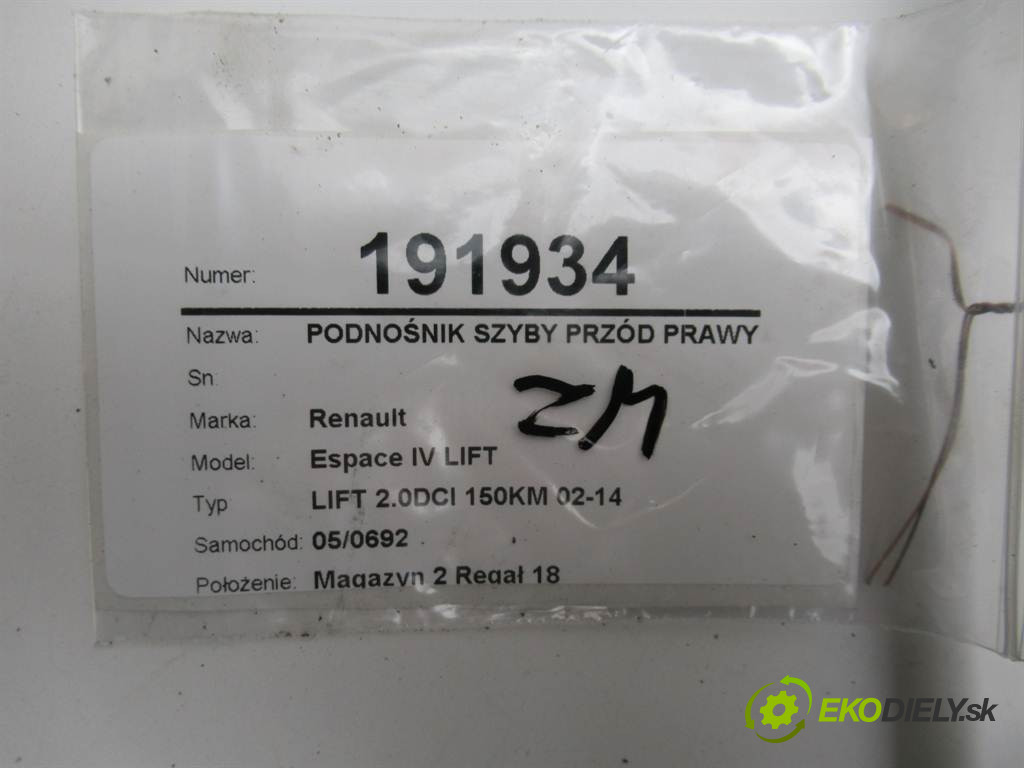 Numer: 191934
Nazwa: PODNOŚNIK SZYBY PRZÓD PRAWY
Sn:
Marka: Renault
Model: Espace IV LIFT
Typ LIFT 2.0DCI 150KM 02-14
Samochód: 05/0692
Położenie: Magazyn 2 Regał 18
EKODIELY.sk